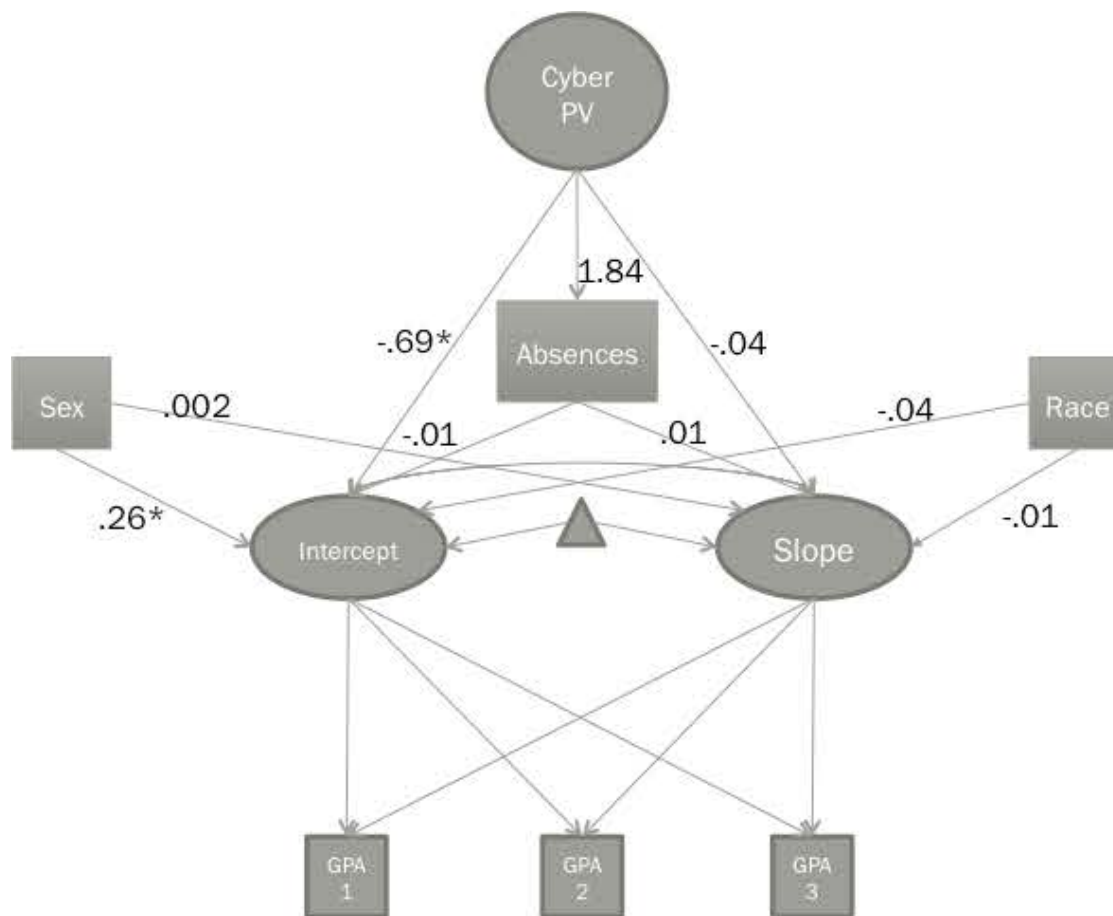 Cyber
PV
1.84
-.69*
Absences
-.04
Sex
.002
-.01
.01
-.04
Race
.26*
Intercept
Slope
-.01
GPA
1
GPA
2
GPA
3